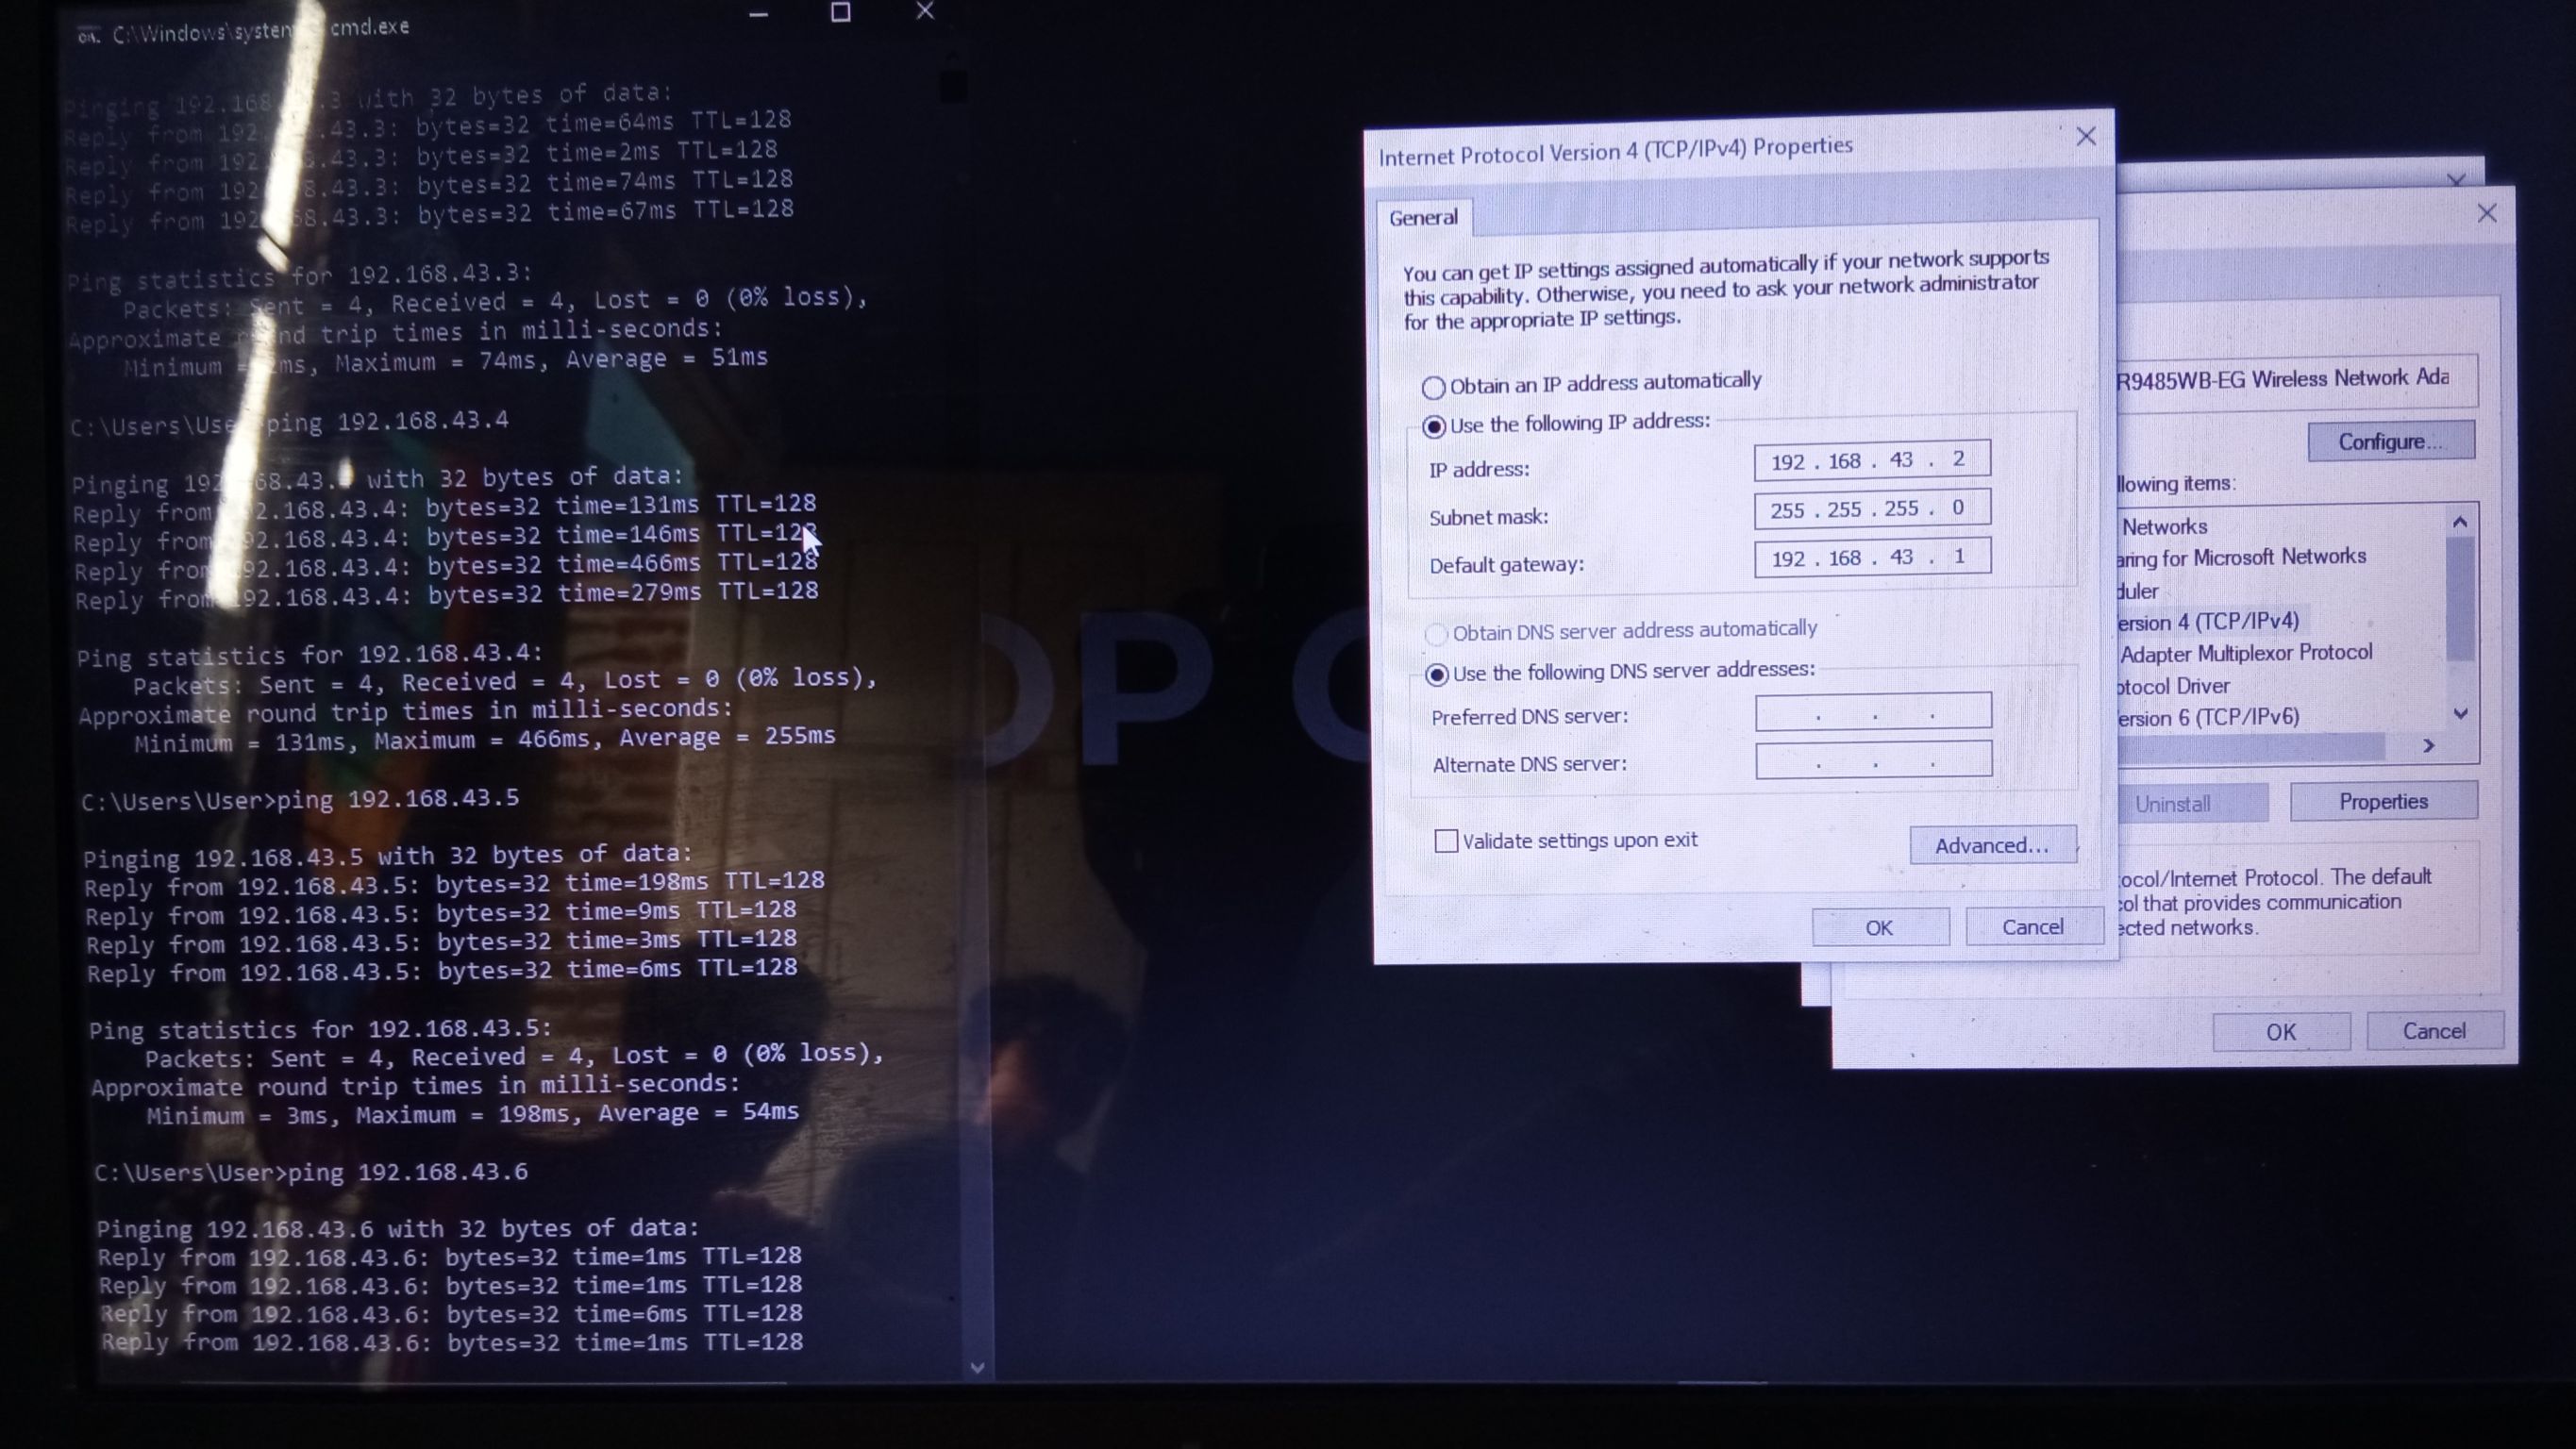 C:\Windows\system cmd.exe
Pinging 192.168 .3 with 32 bytes of data:
Reply from 192 .43.3: bytes=32 time=64ms TTL=128
Reply from 192 .43.3: bytes=32 time=2ms TTL=128
Reply from 192 8.43.3: bytes=32 time=74ms TTL=128
Reply from 192 68.43.3: bytes=32 time=67ms TTL=128
Ping statistics for 192.168.43.3:
Packets: Sent = 4, Received = 4, Lost = 0 (0% loss),
Approximate round trip times in milli-seconds:
Minimum = 2ms, Maximum = 74ms, Average = 51ms
C:\Users\Use ping 192.168.43.4
Pinging 192 68.43. with 32 bytes of data:
Reply from 2.168.43.4: bytes=32 time=131ms TTL=128
Reply from 92.168.43.4: bytes=32 time=146ms TTL=128
Reply from 92.168.43.4: bytes=32 time=466ms TTL=128
Reply from 192.168.43.4: bytes=32 time=279ms TTL=128
Ping statistics for 192.168.43.4:
Packets: Sent = 4, Received = 4, Lost = 0 (0% loss),
Approximate round trip times in milli-seconds:
Minimum = 131ms, Maximum = 466ms, Average = 255ms
C:\Users\User>ping 192.168.43.5
Pinging 192.168.43.5 with 32 bytes of data:
Reply from 192.168.43.5: bytes=32 time=198ms TTL=128
Reply from 192.168.43.5: bytes=32 time=9ms TTL=128
Reply from 192.168.43.5: bytes=32 time=3ms TTL=128
Reply from 192.168.43.5: bytes=32 time=6ms TTL=128
Ping statistics for 192.168.43.5:
Packets: Sent = 4, Received = 4, Lost = 0 (0% loss),
Approximate round trip times in milli-seconds:
Minimum = 3ms, Maximum = 198ms, Average = 54ms
C:\Users\User>ping 192.168.43.6
Pinging 192.168.43.6 with 32 bytes of data:
Reply from 192.168.43.6: bytes=32 time=1ms TTL=128
Reply from 192.168.43.6: bytes=32 time=1ms TTL=128
Reply from 192.168.43.6: bytes=32 time=6ms TTL=128
Reply from 192.168.43.6: bytes=32 time=1ms TTL=128
OP
Internet Protocol Version 4 (TCP/IPv4) Properties
General
You can get IP settings assigned automatically if your network supports
this capability. Otherwise, you need to ask your network administrator
for the appropriate IP settings.
Obtain an IP address automatically
Use the following IP address:
IP address: 192 . 168 . 43 . 2
Subnet mask: 255 . 255 . 255 . 0
Default gateway: 192 . 168 . 43 . 1
Obtain DNS server address automatically
Use the following DNS server addresses:
Preferred DNS server: . . .
Alternate DNS server: . . .
Validate settings upon exit
Advanced...
OK Cancel
R9485WB-EG Wireless Network Ada
Configure...
llowing items:
Networks
aring for Microsoft Networks
duler
ersion 4 (TCP/IPv4)
Adapter Multiplexor Protocol
otocol Driver
ersion 6 (TCP/IPv6)
Uninstall Properties
ocol/Internet Protocol. The default
col that provides communication
ected networks.
OK Cancel